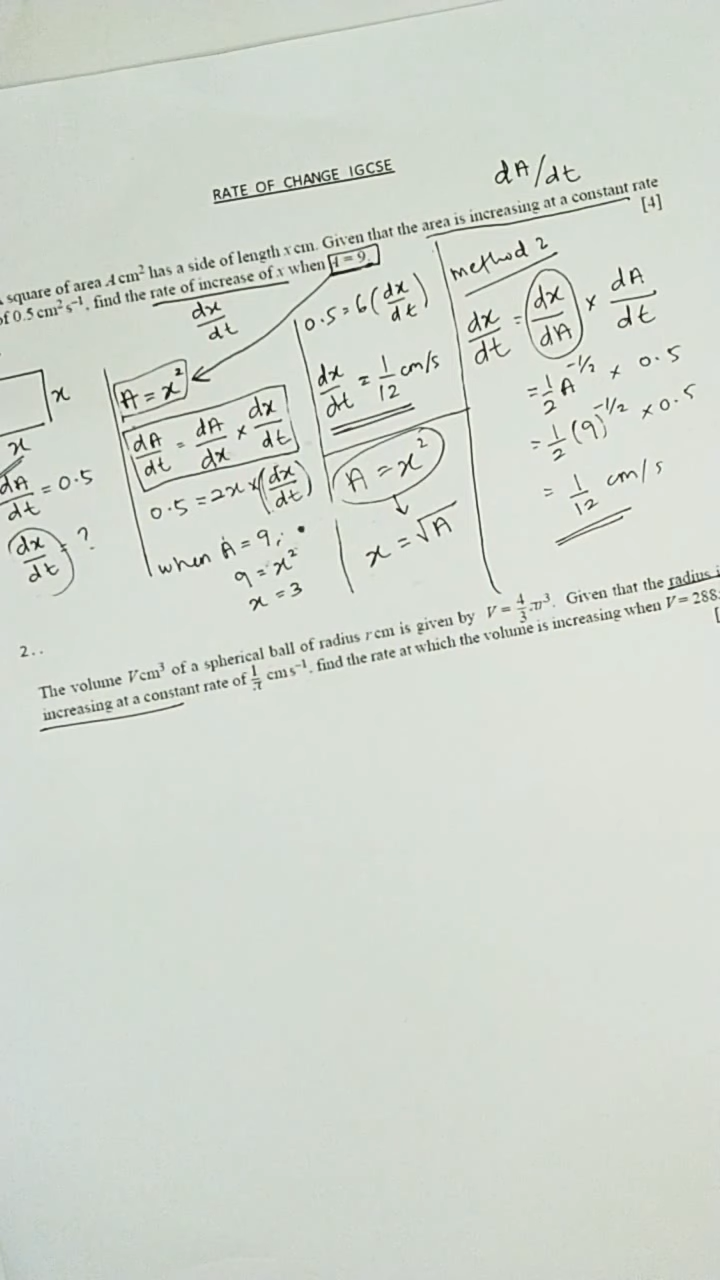 RATE OF CHANGE IGCSE
dA/dt
square of area A cm² has a side of length x cm. Given that the area is increasing at a constant rate
of 0.5 cm² s⁻¹, find the rate of increase of x when A = 9.
[4]
dx/dt
x
x
dA/dt = 0.5
dx/dt = ?
A = x²
dA/dt = dA/dx × dx/dt
0.5 = 2x × (dx/dt)
when A = 9,
9 = x²
x = 3
0.5 = 6(dx/dt)
dx/dt = 1/12 cm/s
A = x²
x = √A
method 2
dx/dt = dx/dA × dA/dt
= 1/2 A^(-1/2) × 0.5
= 1/2 (9)^(-1/2) × 0.5
= 1/12 cm/s
2..
The volume V cm³ of a spherical ball of radius r cm is given by V = 4/3 πr³. Given that the radius
increasing at a constant rate of 1/π cm s⁻¹, find the rate at which the volume is increasing when V = 288
[